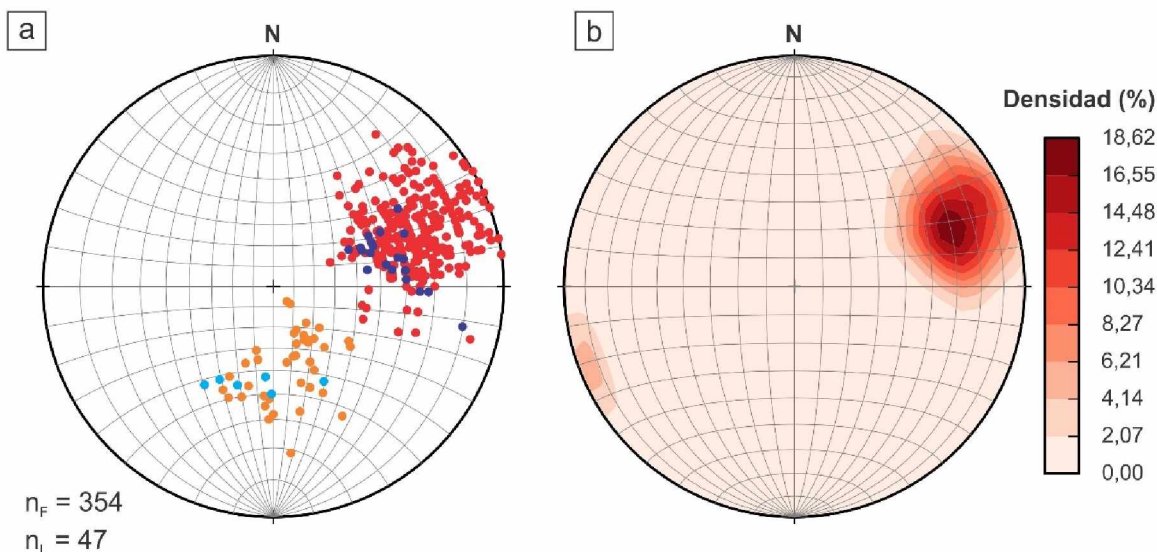 a
N
n_F = 354
n_L = 47
b
N
Densidad (%)
18,62
16,55
14,48
12,41
10,34
8,27
6,21
4,14
2,07
0,00